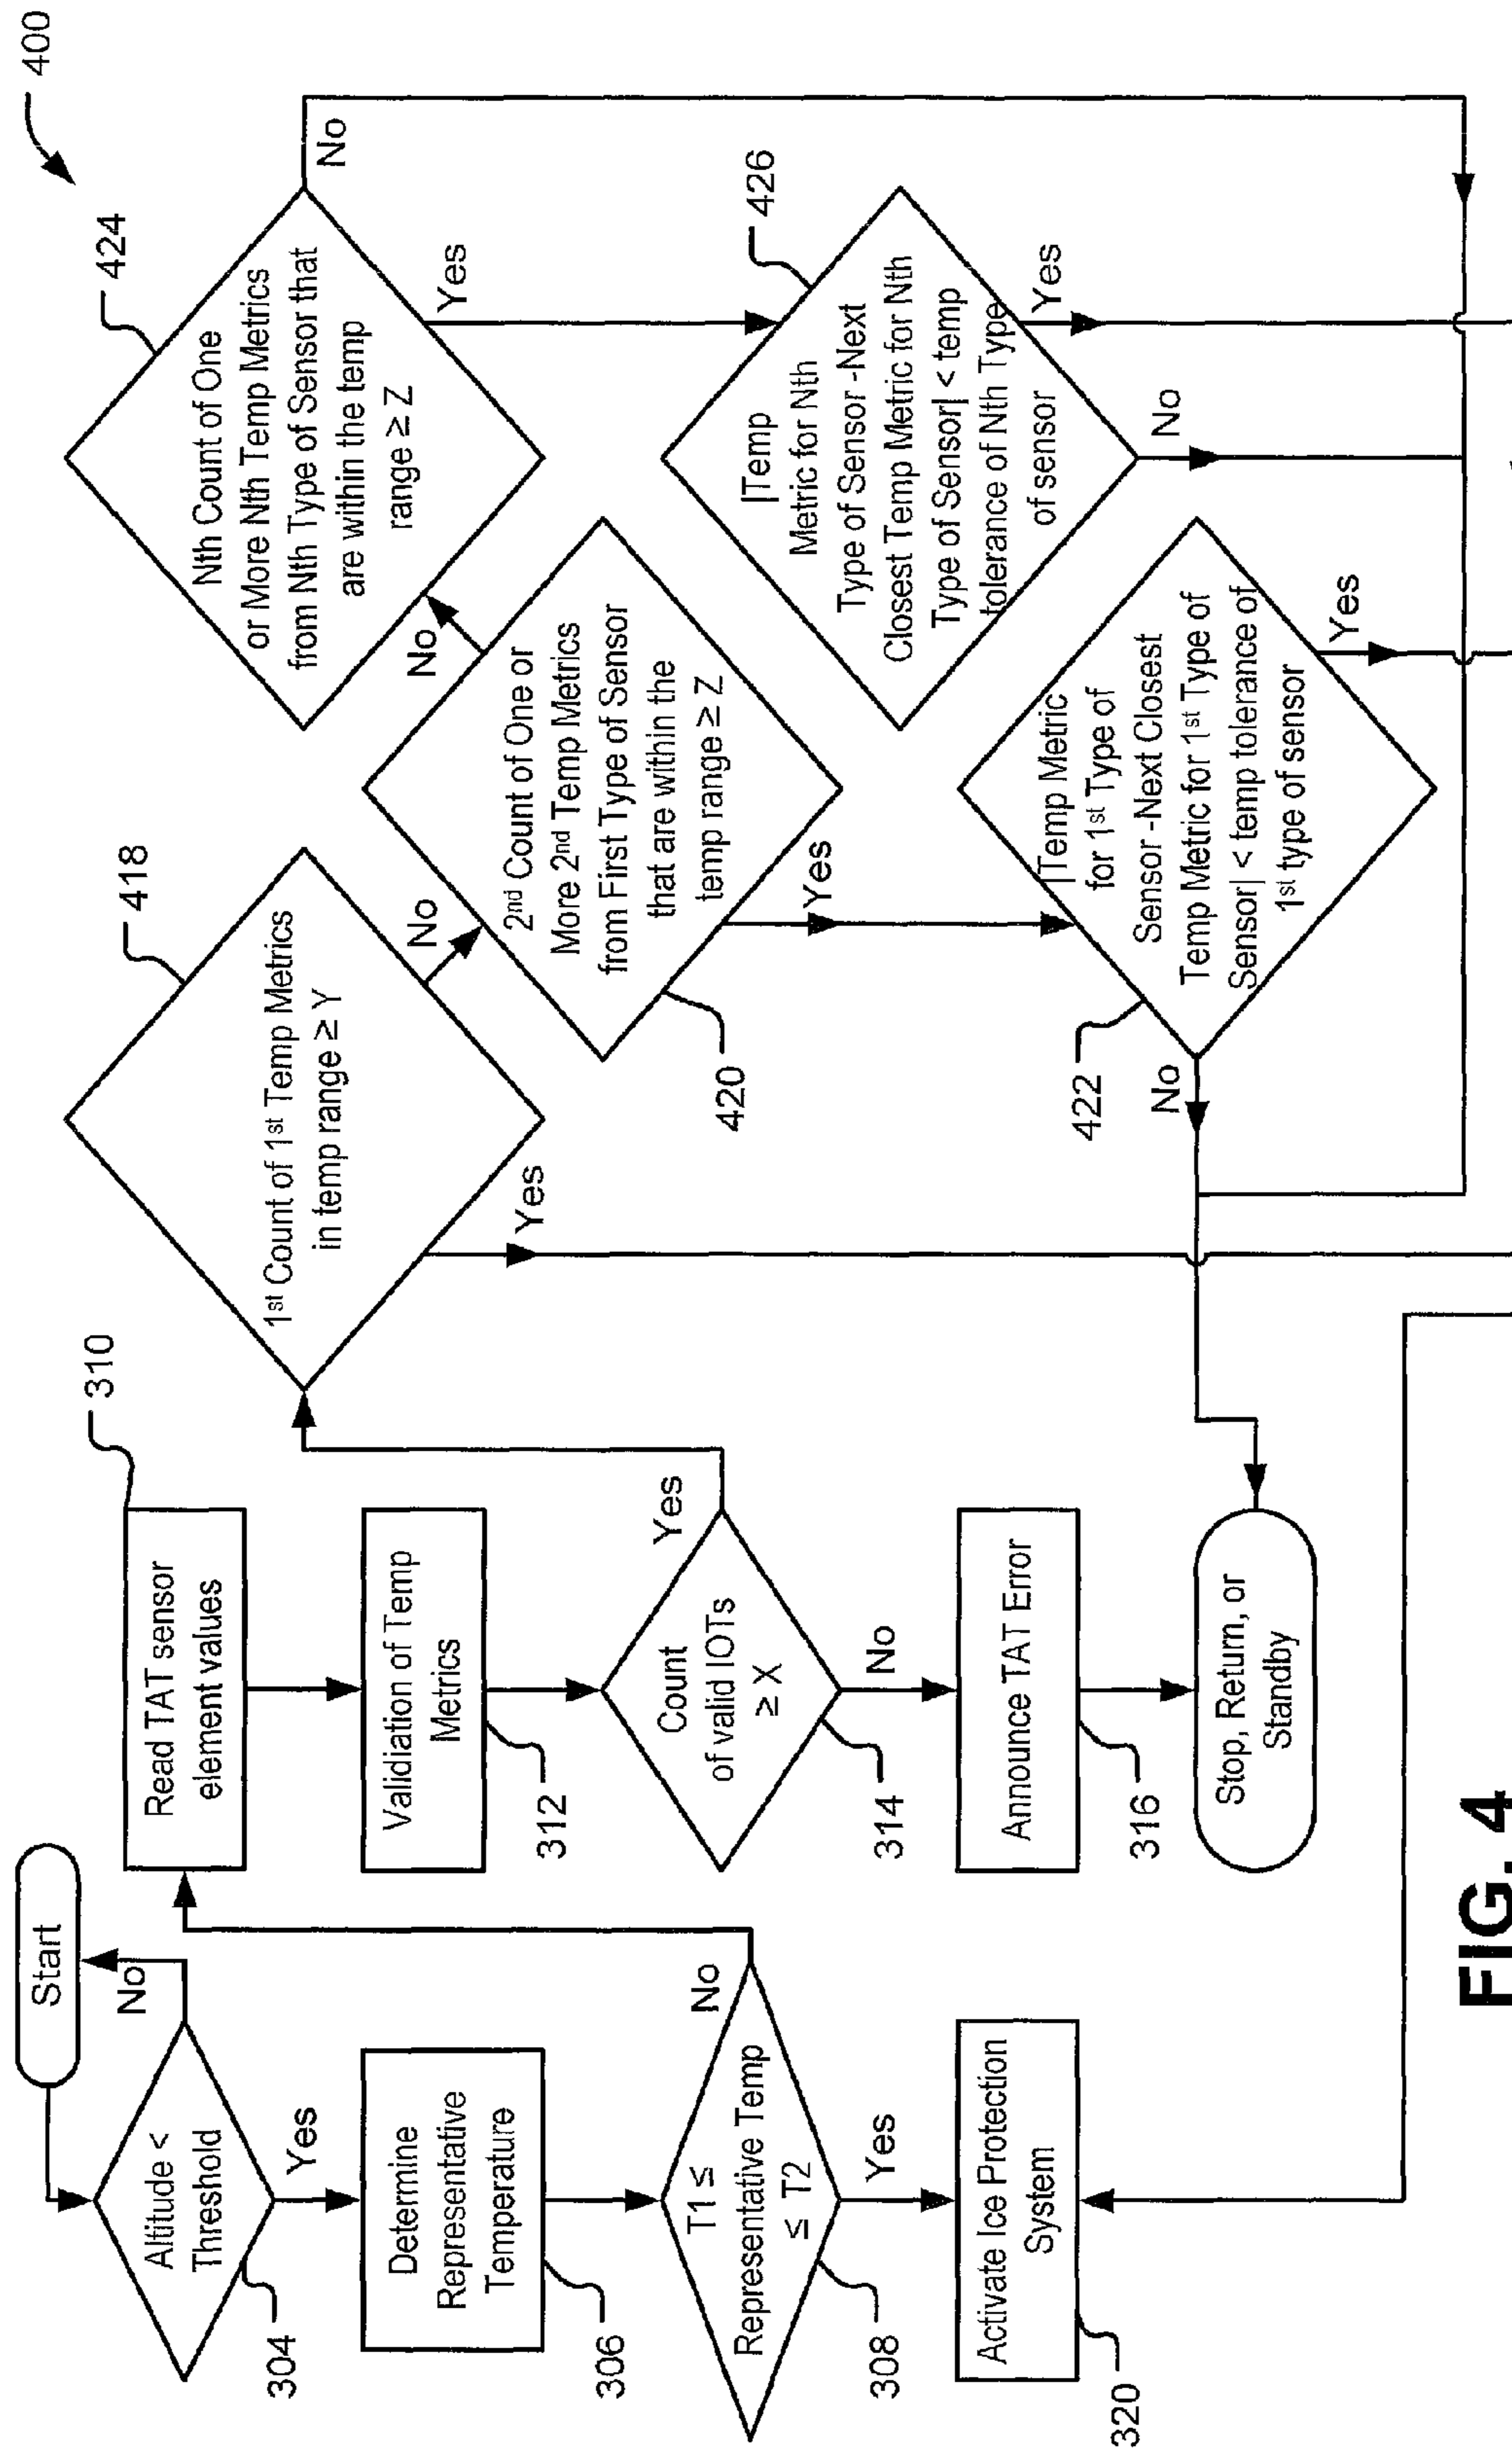 400
Start
Altitude <
Threshold
No
Yes
304
Determine
Representative
Temperature
306
T1 ≤
Representative Temp
≤ T2
No
Yes
308
Activate Ice Protection
System
320
310
Read TAT sensor
element values
Validiation of Temp
Metrics
312
Count
of valid IOTs
≥ X
Yes
No
314
Announce TAT Error
316
Stop, Return, or
Standby
418
1st Count of 1st Temp Metrics
in temp range ≥ Y
No
Yes
2nd Count of One or
More 2nd Temp Metrics
from First Type of Sensor
that are within the
temp range ≥ Z
No
Yes
420
|Temp Metric
for 1st Type of
Sensor -Next Closest
Temp Metric for 1st Type of
Sensor| < temp tolerance of
1st type of sensor
No
Yes
422
424
Nth Count of One
or More Nth Temp Metrics
from Nth Type of Sensor that
are within the temp
range ≥ Z
No
Yes
426
|Temp
Metric for Nth
Type of Sensor -Next
Closest Temp Metric for Nth
Type of Sensor| < temp
tolerance of Nth Type
of sensor
Yes
No
FIG. 4